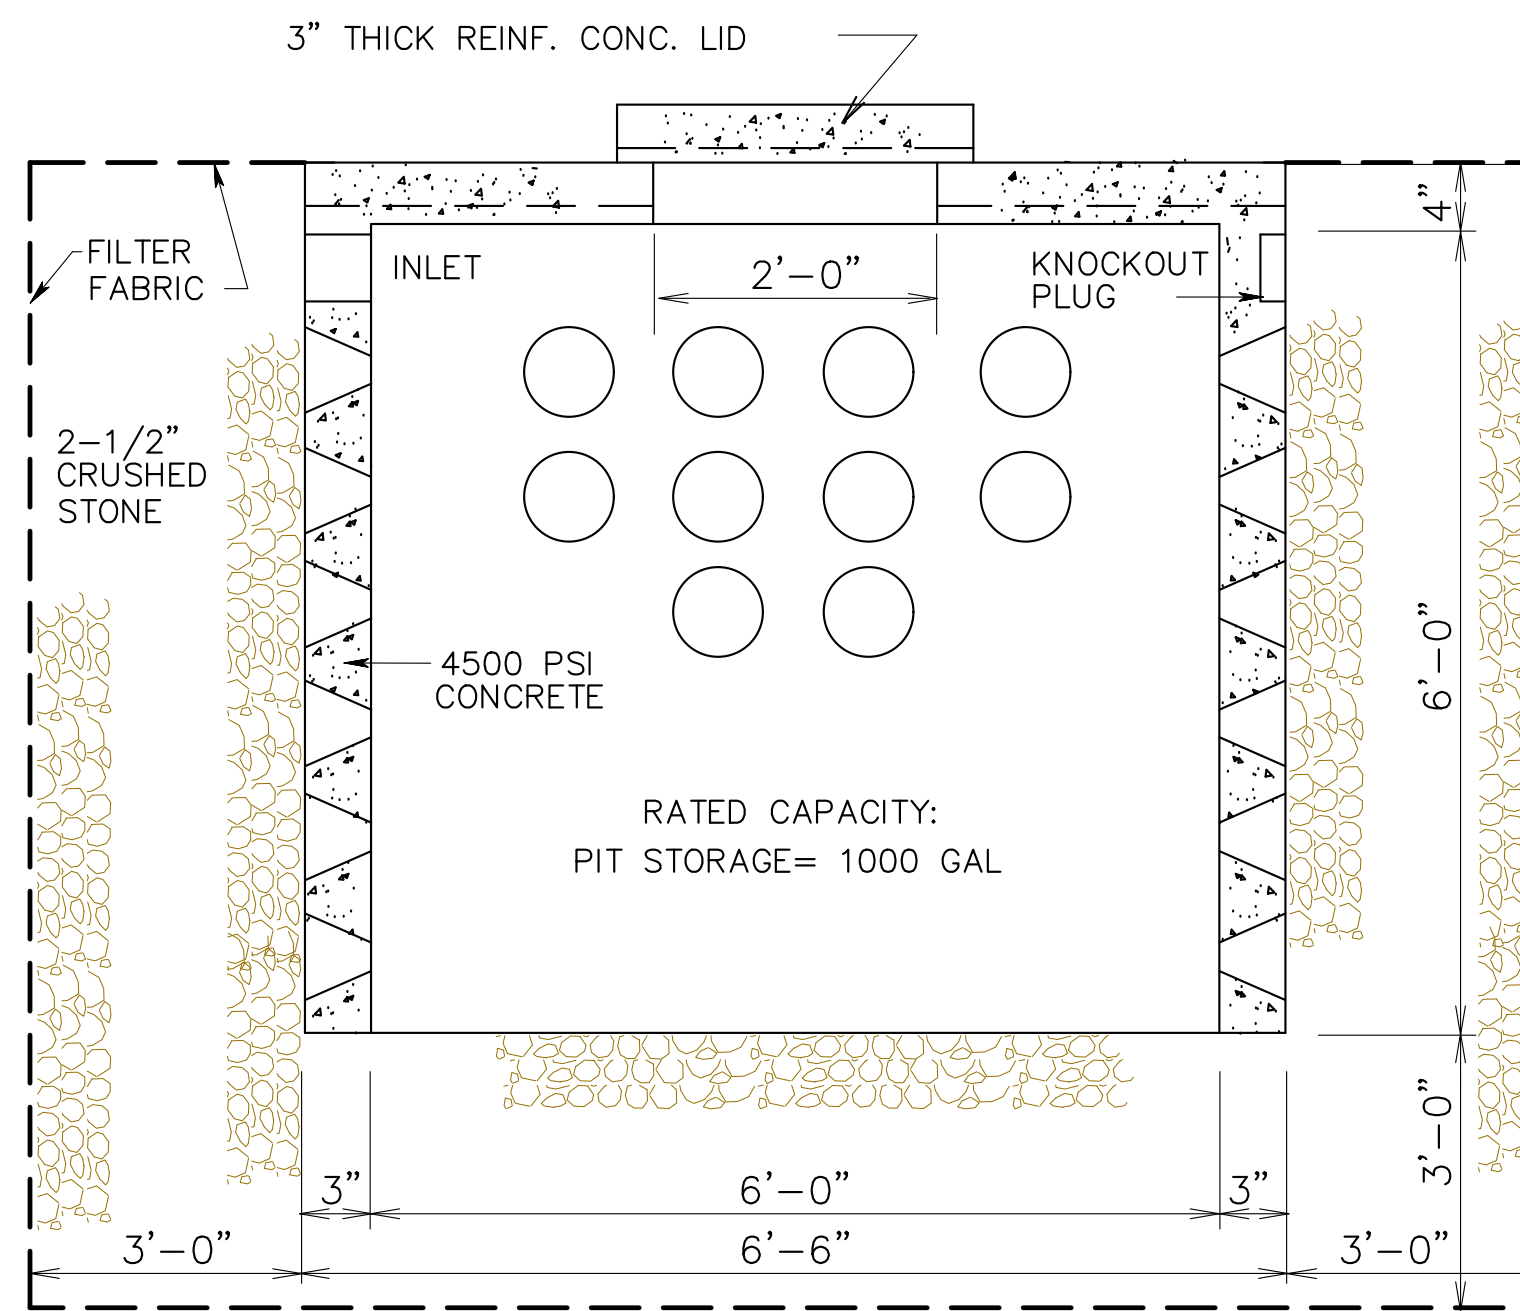 3” THICK REINF. CONC. LID
4”
FILTER
FABRIC
INLET
2’-0”
KNOCKOUT
PLUG
2-1/2”
CRUSHED
STONE
4500 PSI
CONCRETE
6’-0”
RATED CAPACITY:
PIT STORAGE= 1000 GAL
3’-0”
3”
6’-0”
3”
3’-0”
6’-6”
3’-0”